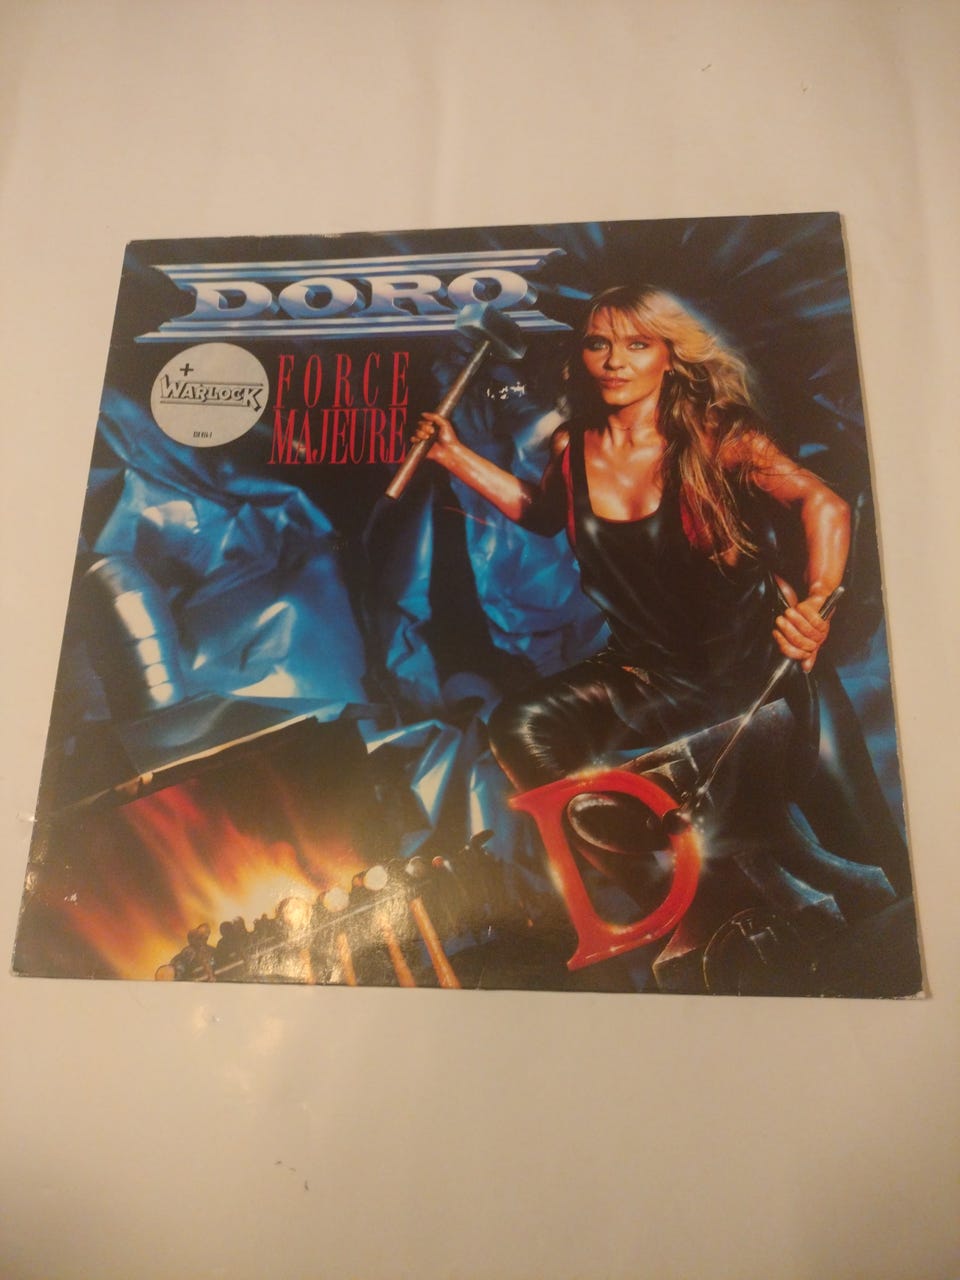 DORO
+
WARLOCK
FORCE
MAJEURE
D